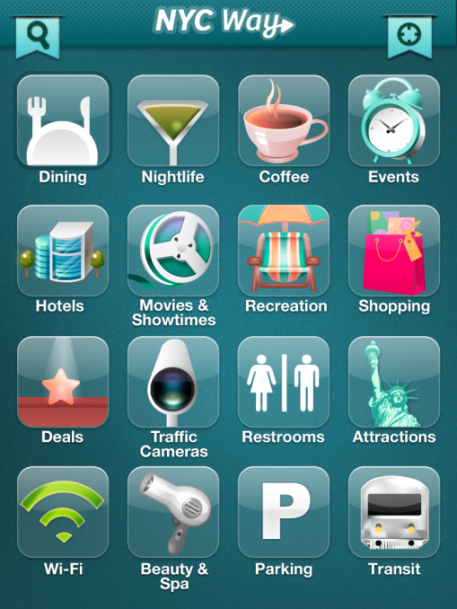 NYC Way
Dining
Nightlife
Coffee
Events
Hotels
Movies &
Showtimes
Recreation
Shopping
Deals
Traffic
Cameras
Restrooms
Attractions
Wi-Fi
Beauty &
Spa
P
Parking
Transit